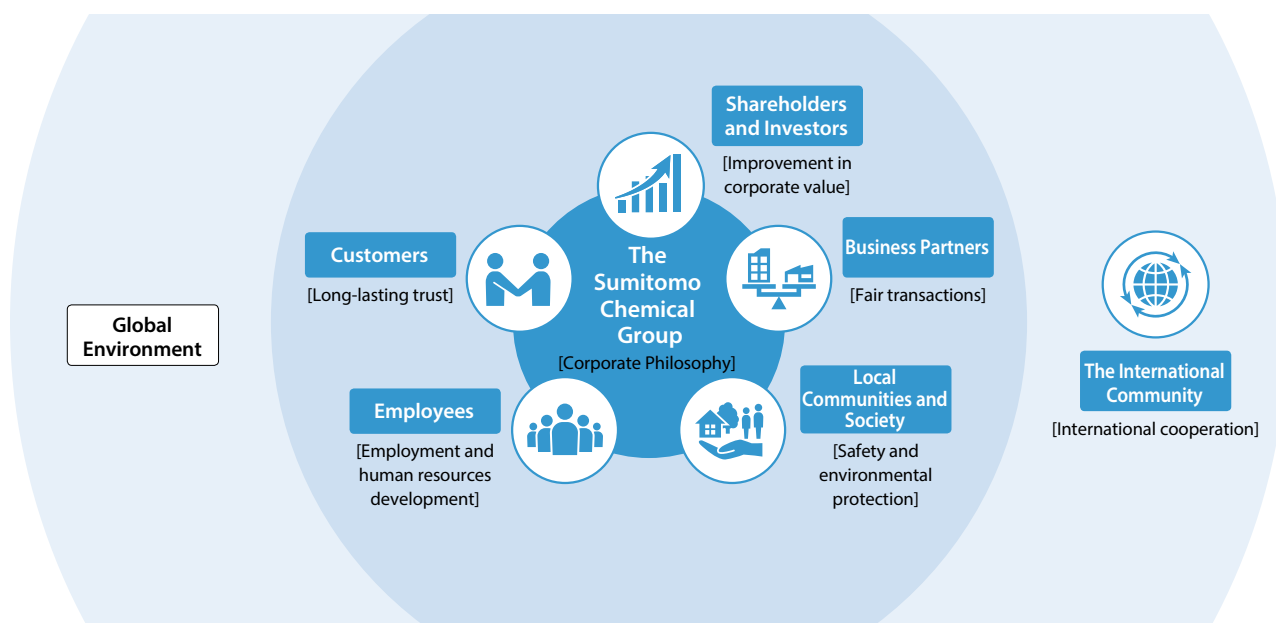 Shareholders
and Investors
[Improvement in
corporate value]
Customers
[Long-lasting trust]
The
Sumitomo
Chemical
Group
[Corporate Philosophy]
Business Partners
[Fair transactions]
Global
Environment
Employees
[Employment and
human resources
development]
Local
Communities and
Society
[Safety and
environmental
protection]
The International
Community
[International cooperation]